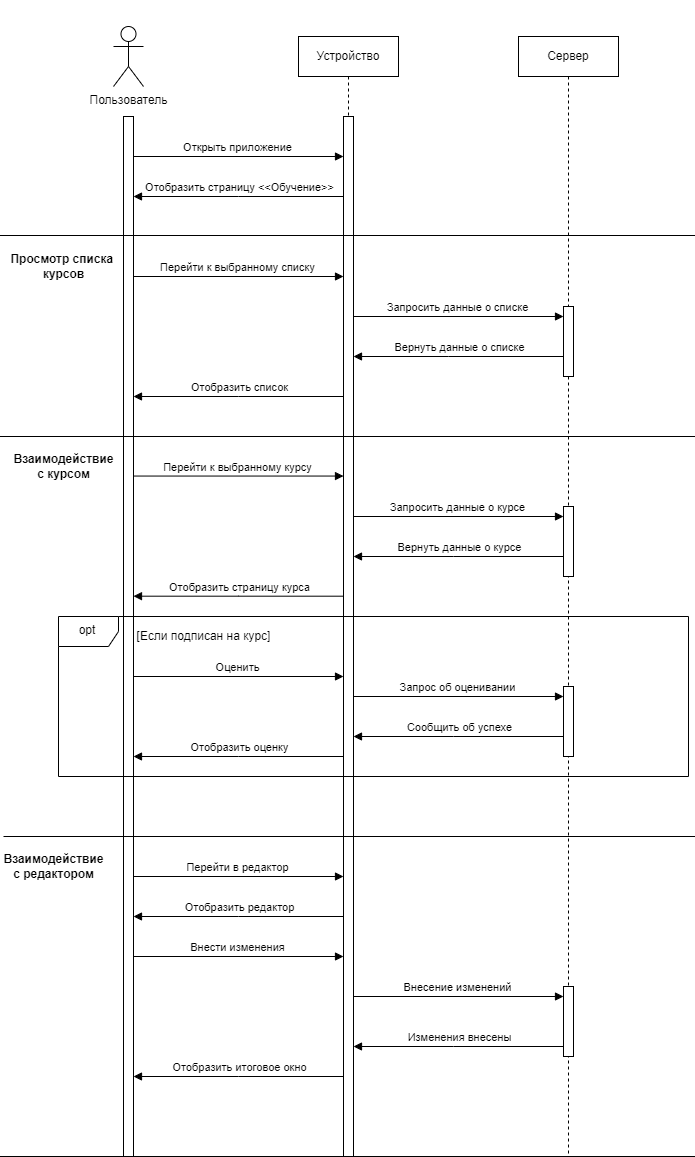 Пользователь
Устройство
Сервер
Открыть приложение
Отобразить страницу <<Обучение>>
Просмотр списка
курсов
Перейти к выбранному списку
Запросить данные о списке
Вернуть данные о списке
Отобразить список
Взаимодействие
с курсом
Перейти к выбранному курсу
Запросить данные о курсе
Вернуть данные о курсе
Отобразить страницу курса
opt
[Если подписан на курс]
Оценить
Запрос об оценивании
Сообщить об успехе
Отобразить оценку
Взаимодействие
с редактором
Перейти в редактор
Отобразить редактор
Внести изменения
Внесение изменений
Изменения внесены
Отобразить итоговое окно